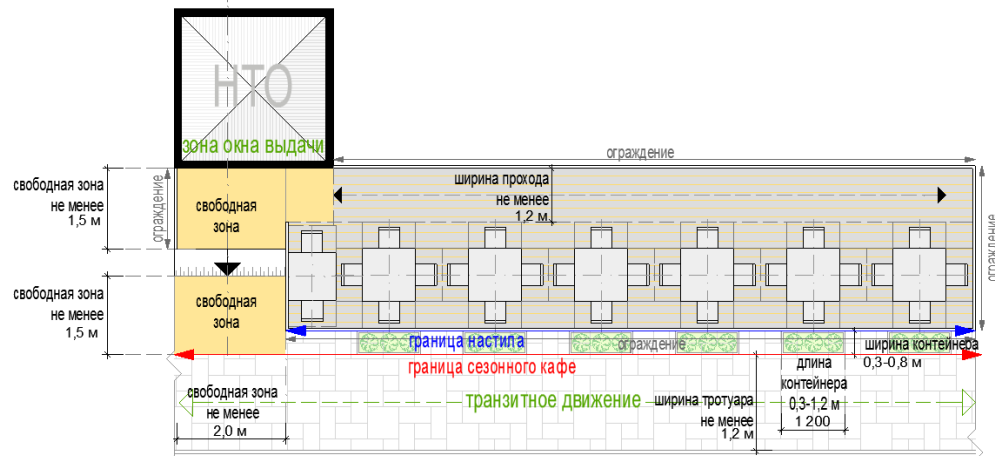 НТО
зона окна выдачи
ограждение
свободная зона
не менее
1,5 м
ограждение
свободная
зона
ширина прохода
не менее
1,2 м
ограждение
свободная зона
не менее
1,5 м
свободная
зона
граница настила
ограждение
ширина контейнера
0,3-0,8 м
граница сезонного кафе
длина
контейнера
0,3-1,2 м
1 200
свободная зона
не менее
2,0 м
транзитное движение
ширина тротуара
не менее
1,2 м